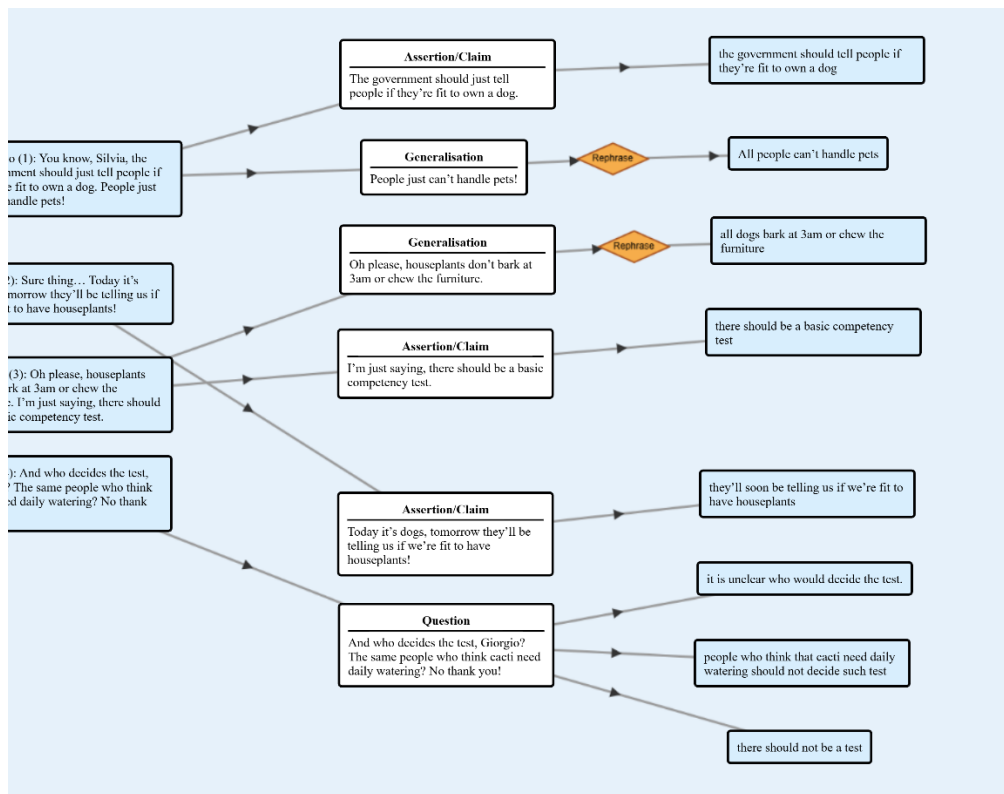 o (1): You know, Silvia, the
nment should just tell people if
e fit to own a dog. People just
handle pets!
2): Sure thing… Today it's
morrow they'll be telling us if
t to have houseplants!
(3): Oh please, houseplants
rk at 3am or chew the
e. I'm just saying, there should
ic competency test.
): And who decides the test,
? The same people who think
ed daily watering? No thank
Assertion/Claim
The government should just tell
people if they're fit to own a dog.
Generalisation
People just can't handle pets!
Generalisation
Oh please, houseplants don't bark at
3am or chew the furniture.
Assertion/Claim
I'm just saying, there should be a basic
competency test.
Assertion/Claim
Today it's dogs, tomorrow they'll be
telling us if we're fit to have
houseplants!
Question
And who decides the test, Giorgio?
The same people who think cacti need
daily watering? No thank you!
Rephrase
Rephrase
the government should tell people if
they're fit to own a dog
All people can't handle pets
all dogs bark at 3am or chew the
furniture
there should be a basic competency
test
they'll soon be telling us if we're fit to
have houseplants
it is unclear who would decide the test.
people who think that cacti need daily
watering should not decide such test
there should not be a test